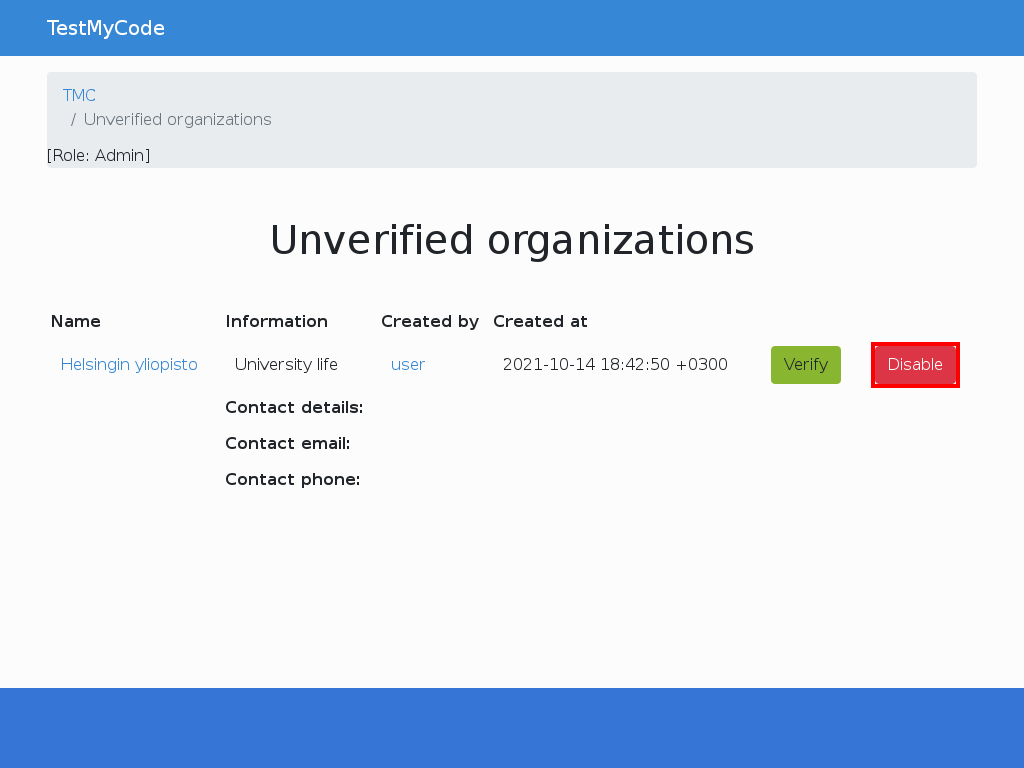 TestMyCode
TMC
/ Unverified organizations
[Role: Admin]
Unverified organizations
Name Information Created by Created at
Helsingin yliopisto University life user 2021-10-14 18:42:50 +0300 Verify Disable
Contact details:
Contact email:
Contact phone: